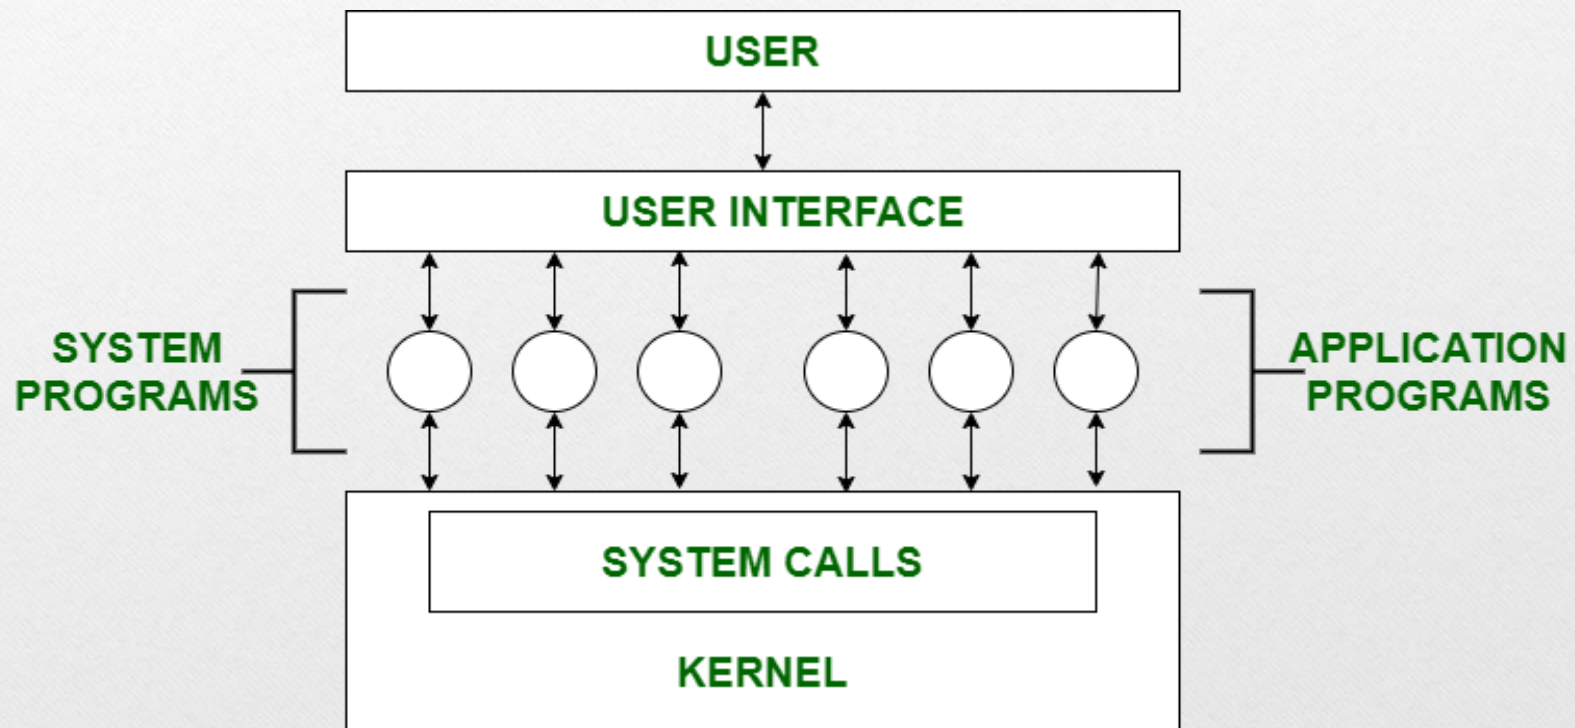 USER
USER INTERFACE
SYSTEM
PROGRAMS
APPLICATION
PROGRAMS
SYSTEM CALLS
KERNEL